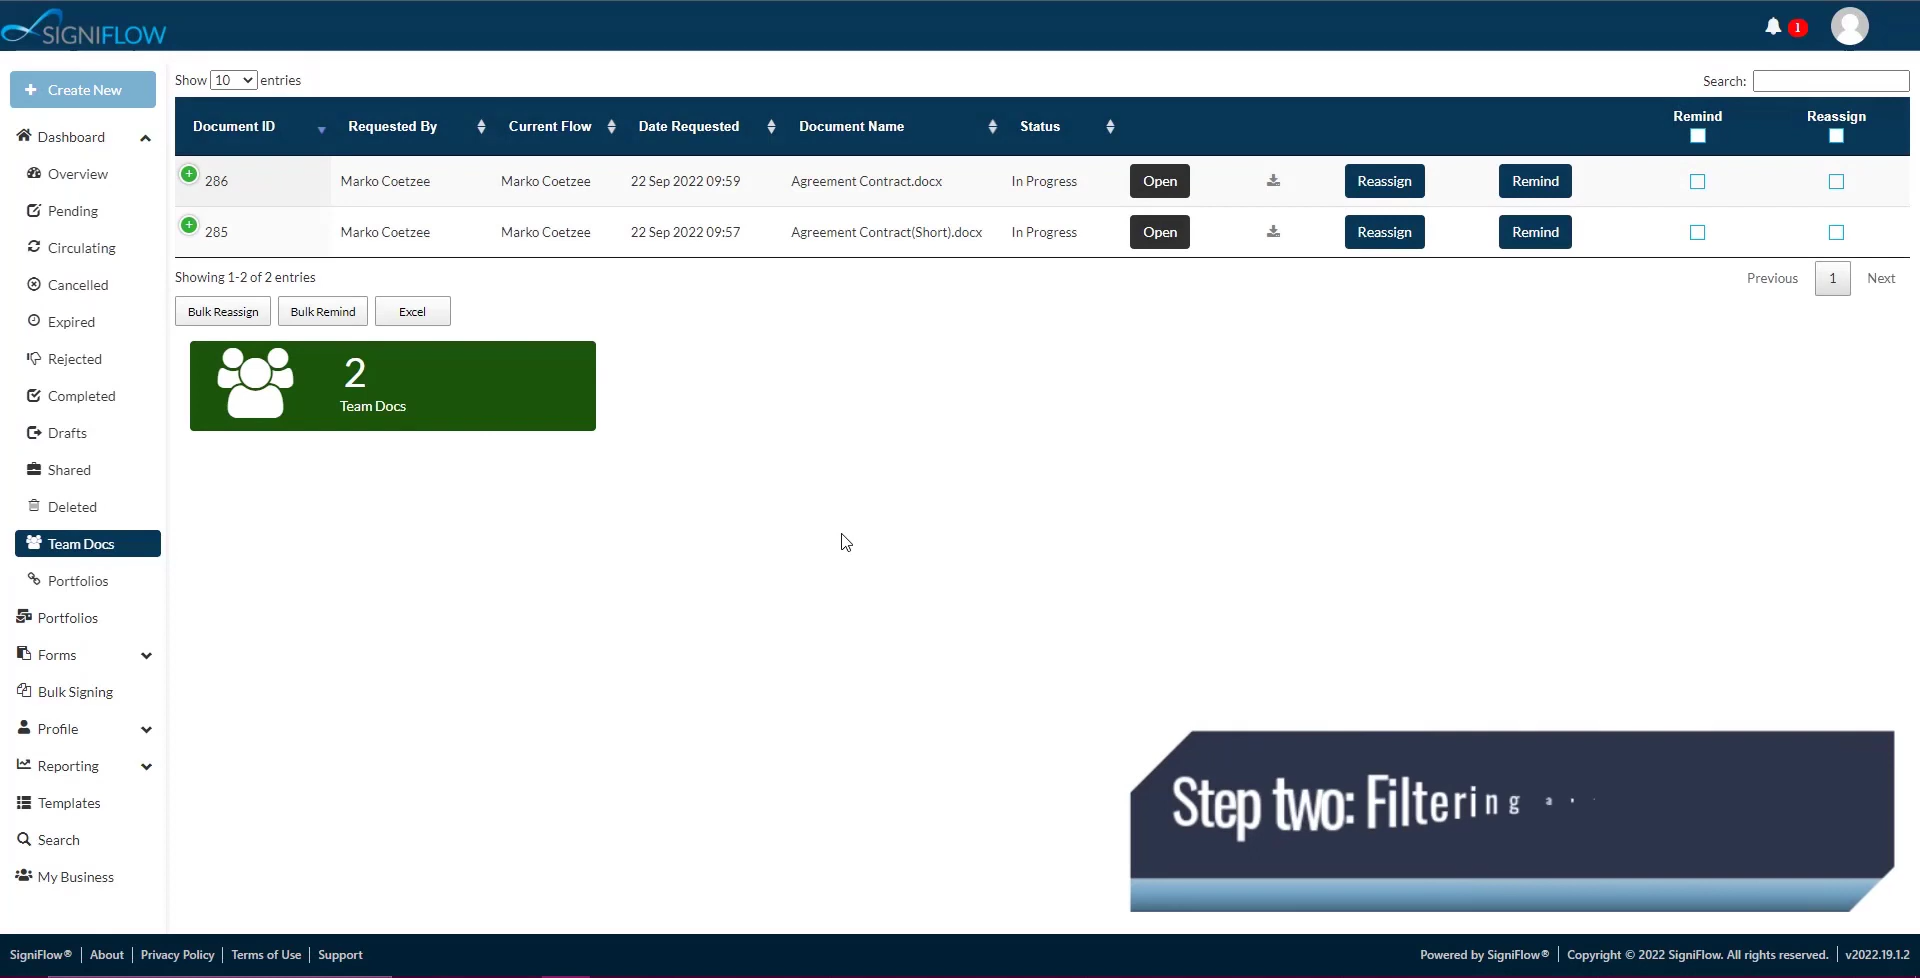 SIGNIFLOW
1
Create New
Dashboard
Overview
Pending
Circulating
Cancelled
Expired
Rejected
Completed
Drafts
Shared
Deleted
Team Docs
Portfolios
Portfolios
Forms
Bulk Signing
Profile
Reporting
Templates
Search
My Business
Show 10 entries
Search:
Document ID Requested By Current Flow Date Requested Document Name Status Remind Reassign
286 Marko Coetzee Marko Coetzee 22 Sep 2022 09:59 Agreement Contract.docx In Progress Open Reassign Remind
285 Marko Coetzee Marko Coetzee 22 Sep 2022 09:57 Agreement Contract(Short).docx In Progress Open Reassign Remind
Showing 1-2 of 2 entries
Previous 1 Next
Bulk Reassign Bulk Remind Excel
2
Team Docs
Step two: Filtering a
SigniFlow® | About | Privacy Policy | Terms of Use | Support
Powered by SigniFlow® | Copyright © 2022 SigniFlow. All rights reserved. | v2022.19.1.2